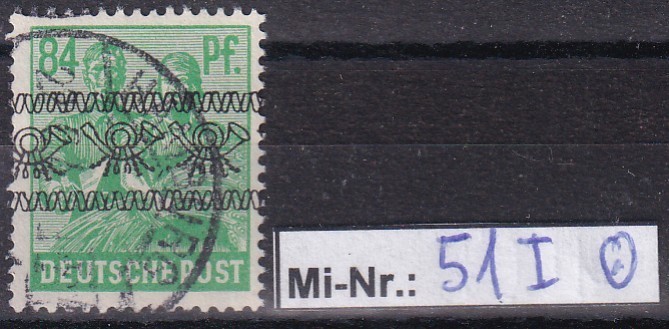 84 Pf.
DEUTSCHE POST
Mi-Nr.: 51 I